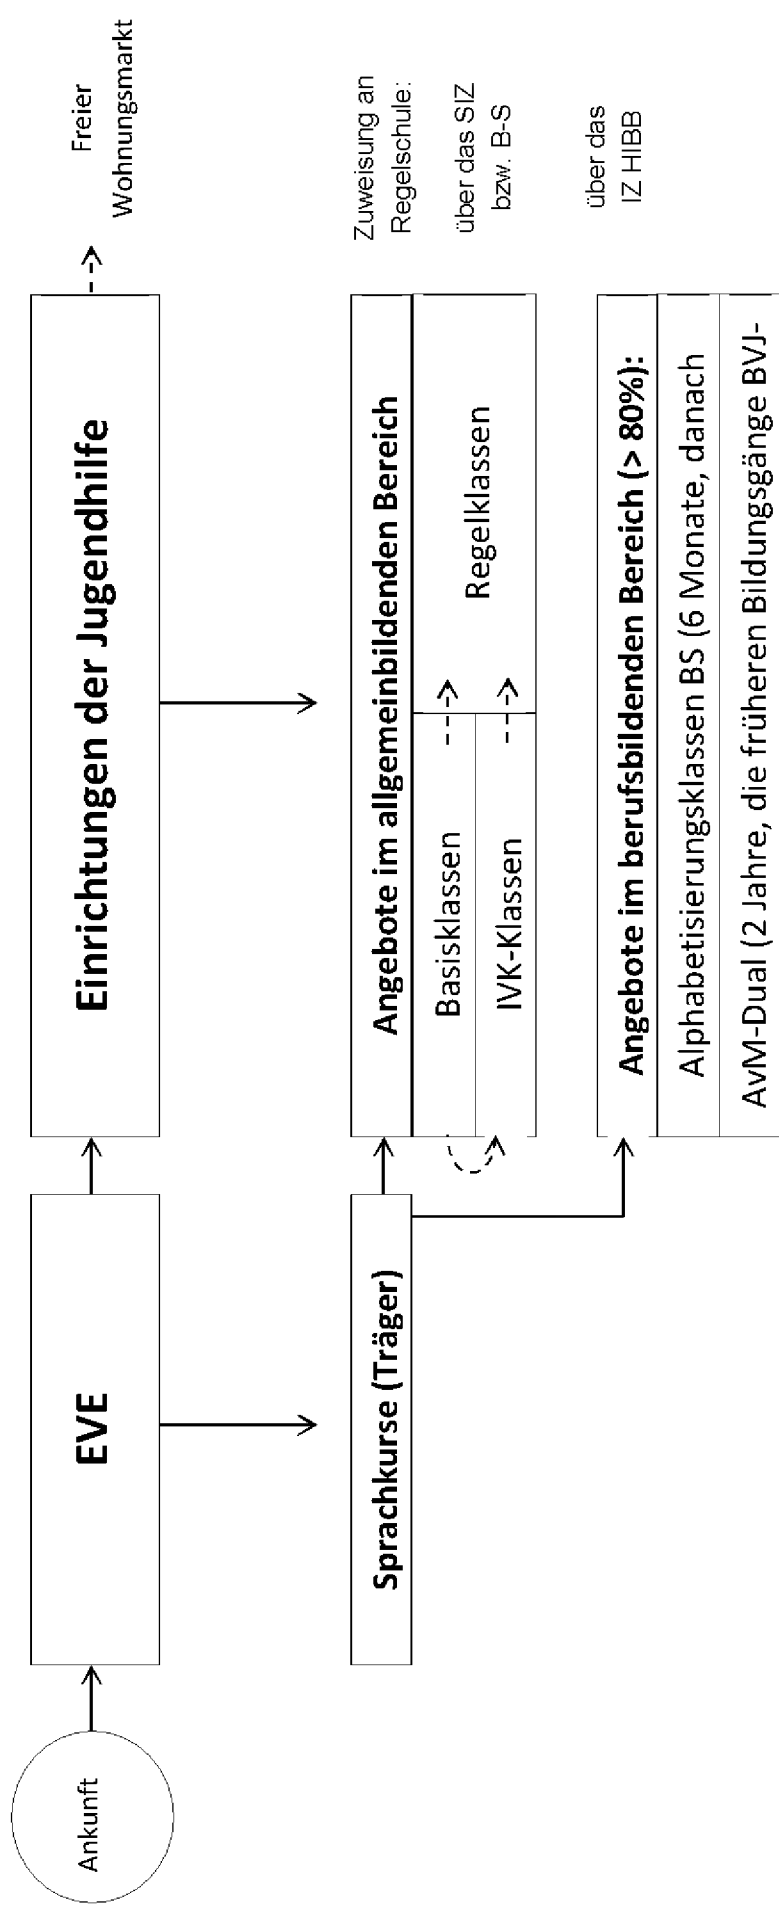 Ankunft
EVE
Einrichtungen der Jugendhilfe
Freier
Wohnungsmarkt
Sprachkurse (Träger)
Angebote im allgemeinbildenden Bereich
Basisklassen
IVK-Klassen
Regelklassen
Zuweisung an
Regelschule:
über das SIZ
bzw. B-S
Angebote im berufsbildenden Bereich (> 80%):
Alphabetisierungsklassen BS (6 Monate, danach
AvM-Dual (2 Jahre, die früheren Bildungsgänge BVJ-
über das
IZ HIBB